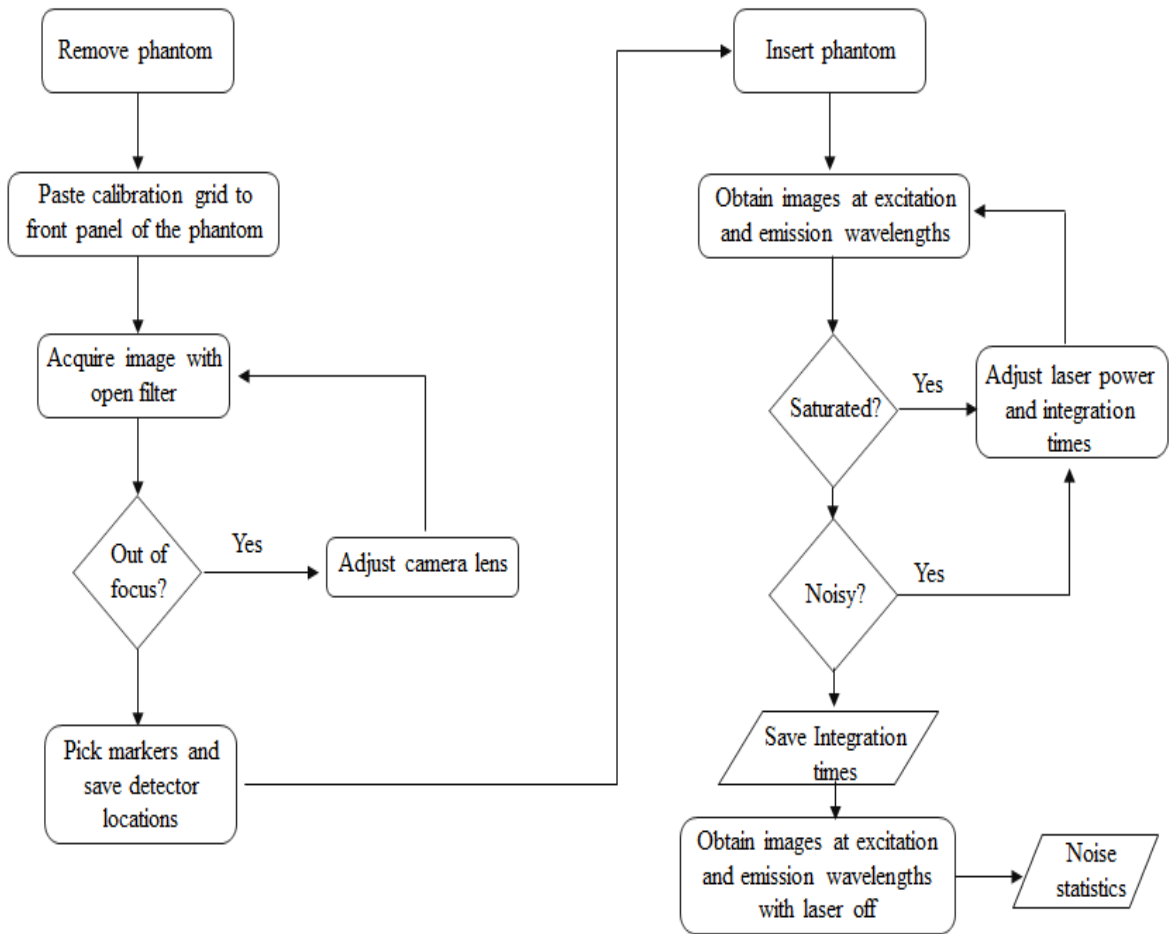 Remove phantom
Paste calibration grid to
front panel of the phantom
Acquire image with
open filter
Out of
focus?
Yes
Adjust camera lens
Pick markers and
save detector
locations
Insert phantom
Obtain images at excitation
and emission wavelengths
Saturated?
Yes
Adjust laser power
and integration
times
Noisy?
Yes
Save Integration
times
Obtain images at excitation
and emission wavelengths
with laser off
Noise
statistics